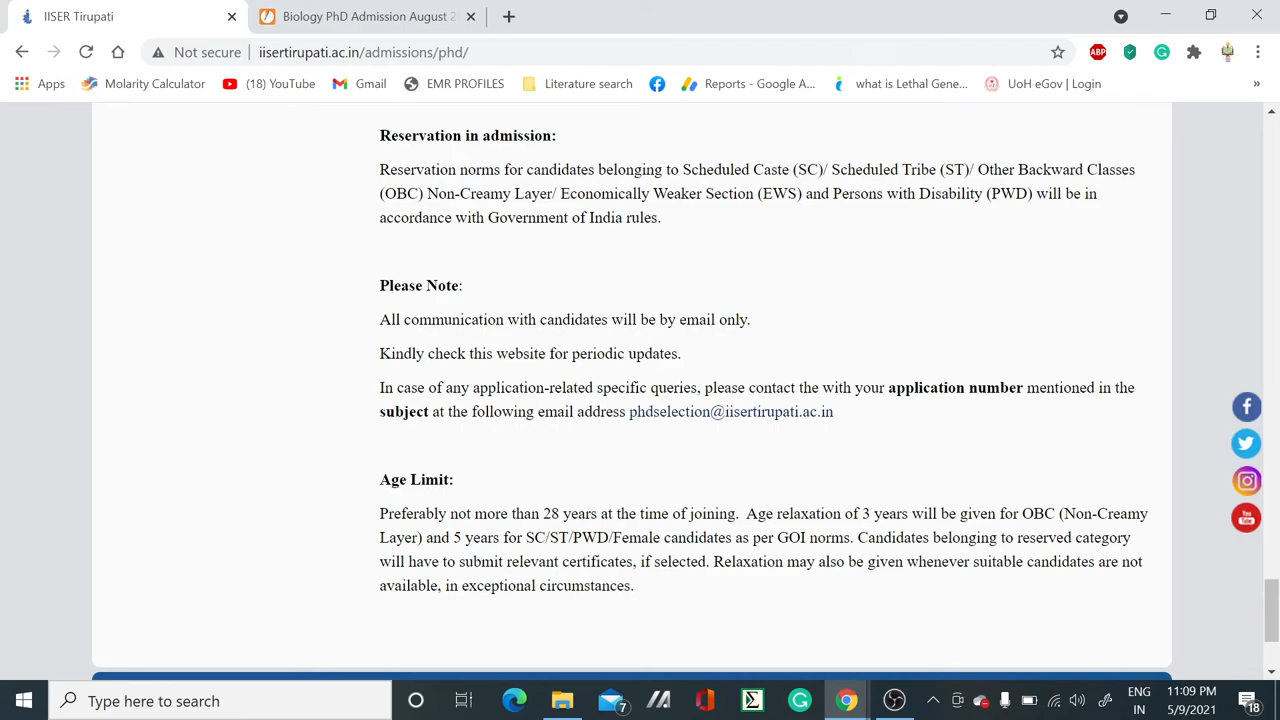 IISER Tirupati
Biology PhD Admission August 2
Not secure
iisertirupati.ac.in/admissions/phd/
ABP
Apps
Molarity Calculator
(18) YouTube
Gmail
EMR PROFILES
Literature search
Reports - Google A...
what is Lethal Gene...
UoH eGov | Login
»
Reservation in admission:
Reservation norms for candidates belonging to Scheduled Caste (SC)/ Scheduled Tribe (ST)/ Other Backward Classes
(OBC) Non-Creamy Layer/ Economically Weaker Section (EWS) and Persons with Disability (PWD) will be in
accordance with Government of India rules.
Please Note:
All communication with candidates will be by email only.
Kindly check this website for periodic updates.
In case of any application-related specific queries, please contact the with your application number mentioned in the
subject at the following email address phdselection@iisertirupati.ac.in
Age Limit:
Preferably not more than 28 years at the time of joining. Age relaxation of 3 years will be given for OBC (Non-Creamy
Layer) and 5 years for SC/ST/PWD/Female candidates as per GOI norms. Candidates belonging to reserved category
will have to submit relevant certificates, if selected. Relaxation may also be given whenever suitable candidates are not
available, in exceptional circumstances.
You
Tube
Type here to search
7
ENG
IN
11:09 PM
5/9/2021
18